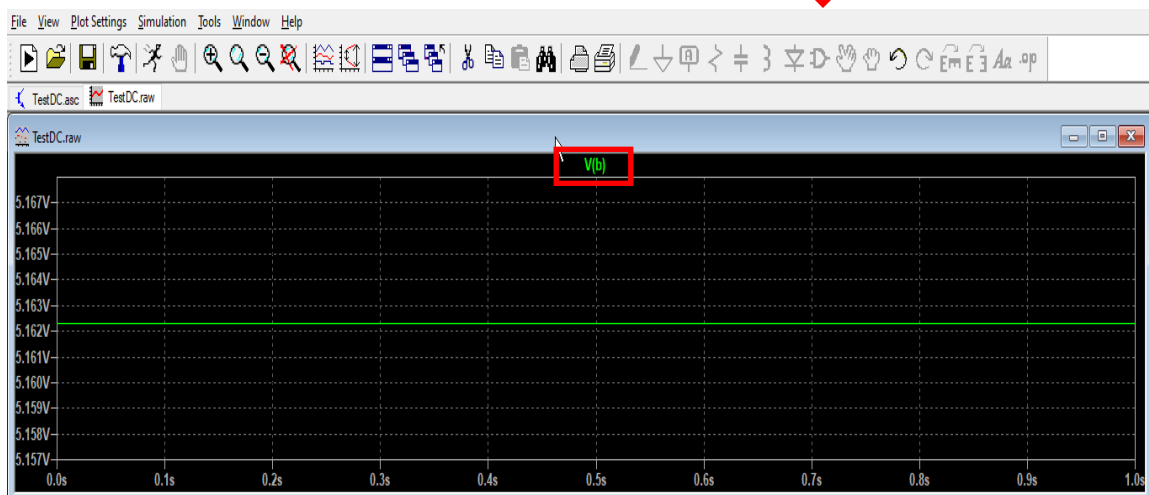 File View Plot Settings Simulation Tools Window Help
Aa .op
TestDC.asc TestDC.raw
TestDC.raw
V(b)
5.167V
5.166V
5.165V
5.164V
5.163V
5.162V
5.161V
5.160V
5.159V
5.158V
5.157V
0.0s 0.1s 0.2s 0.3s 0.4s 0.5s 0.6s 0.7s 0.8s 0.9s 1.0s